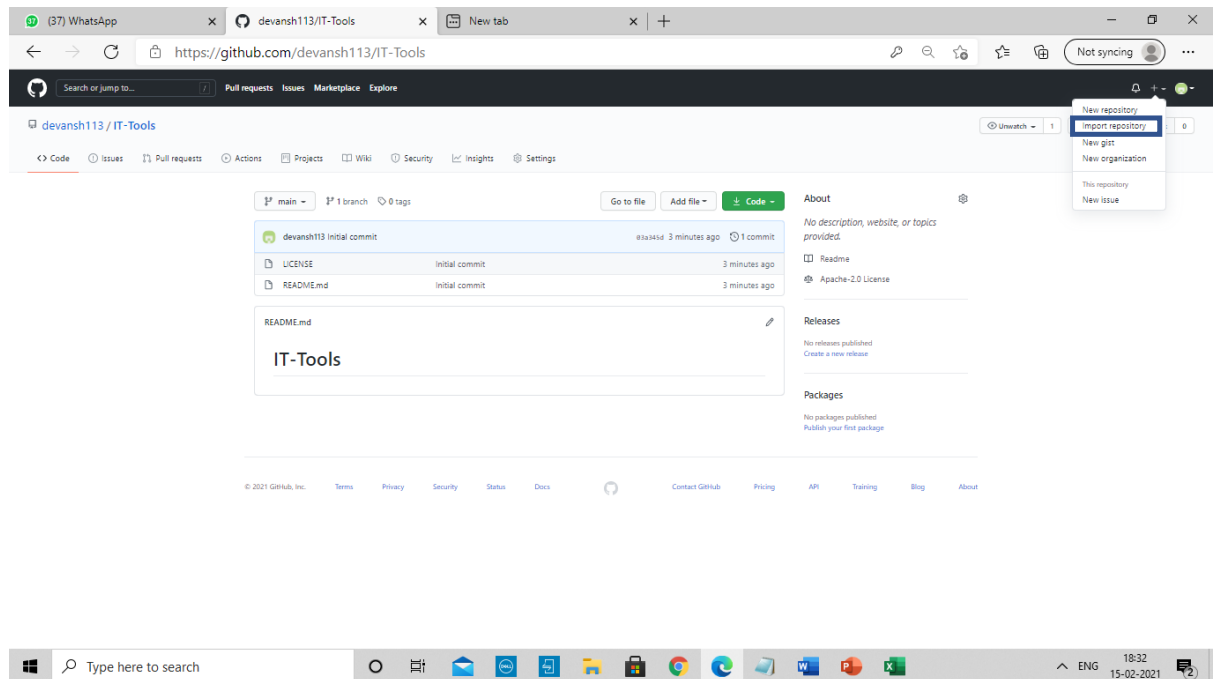 (37) WhatsApp
devansh113/IT-Tools
New tab
https://github.com/devansh113/IT-Tools
Not syncing
Search or jump to...
/
Pull requests Issues Marketplace Explore
New repository
Import repository
New gist
New organization
This repository
New issue
devansh113 / IT-Tools
Unwatch
1
0
Code Issues Pull requests Actions Projects Wiki Security Insights Settings
main 1 branch 0 tags
Go to file Add file Code
devansh113 Initial commit 03a345d 3 minutes ago 1 commit
LICENSE Initial commit 3 minutes ago
README.md Initial commit 3 minutes ago
README.md
IT-Tools
About
No description, website, or topics
provided.
Readme
Apache-2.0 License
Releases
No releases published
Create a new release
Packages
No packages published
Publish your first package
© 2021 GitHub, Inc. Terms Privacy Security Status Docs Contact GitHub Pricing API Training Blog About
Type here to search
ENG
18:32
15-02-2021
2